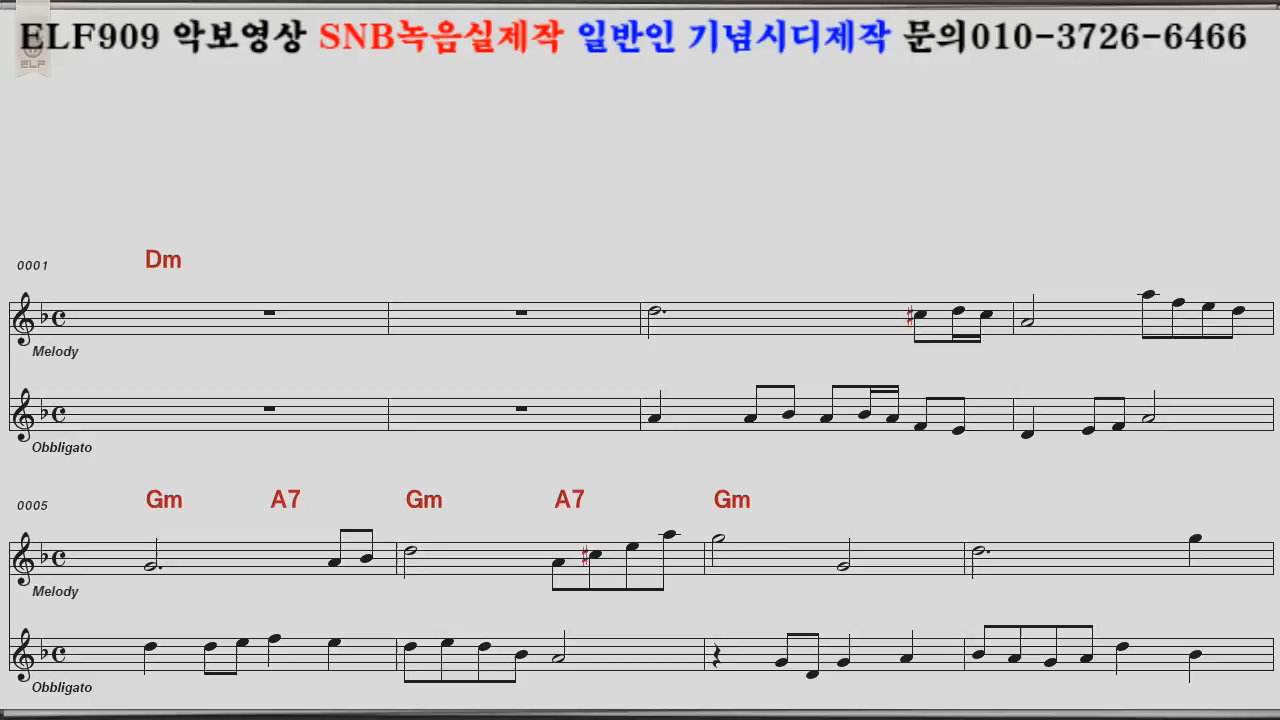 ELF909 악보영상 SNB녹음실제작 일반인 기념시디제작 문의010-3726-6466
ELF
0001 Dm
Melody
Obbligato
0005 Gm A7 Gm A7 Gm
Melody
Obbligato